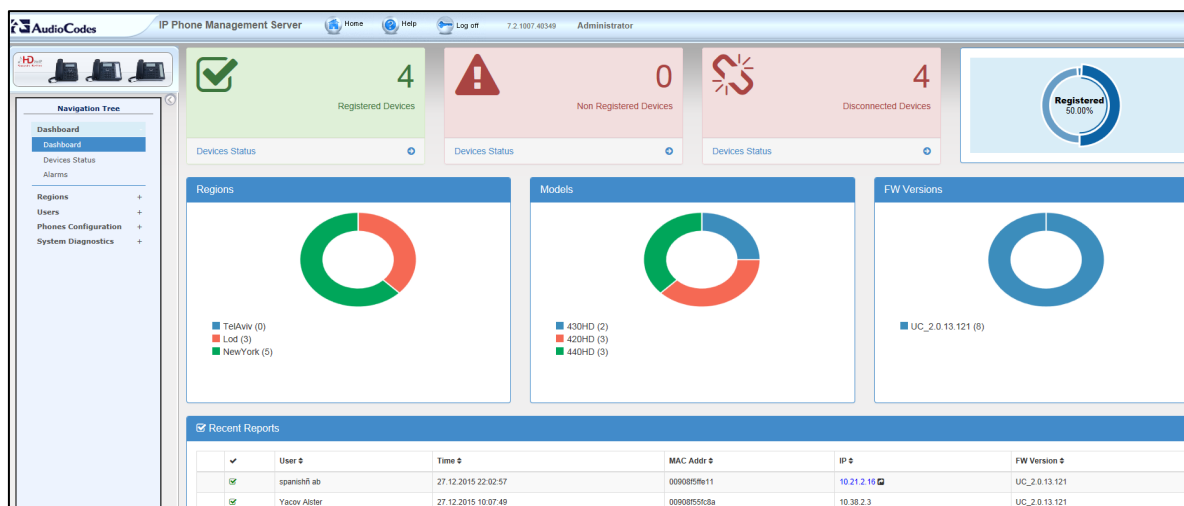 AudioCodes
IP Phone Management Server Home Help Log off 7.2.1007.40349 Administrator
HD
Navigation Tree
Dashboard
Dashboard
Devices Status
Alarms
Regions +
Users +
Phones Configuration +
System Diagnostics +
4
Registered Devices
Devices Status
0
Non Registered Devices
Devices Status
4
Disconnected Devices
Devices Status
Registered
50.00%
Regions
TelAviv (0)
Lod (3)
NewYork (5)
Models
430HD (2)
420HD (3)
440HD (3)
FW Versions
UC_2.0.13.121 (8)
Recent Reports
User Time MAC Addr IP FW Version
spanishñ ab 27.12.2015 22:02:57 00908f5ffe11 10.21.2.16 UC_2.0.13.121
Yacov Alster 27.12.2015 10:07:49 00908f55fc8a 10.38.2.3 UC_2.0.13.121